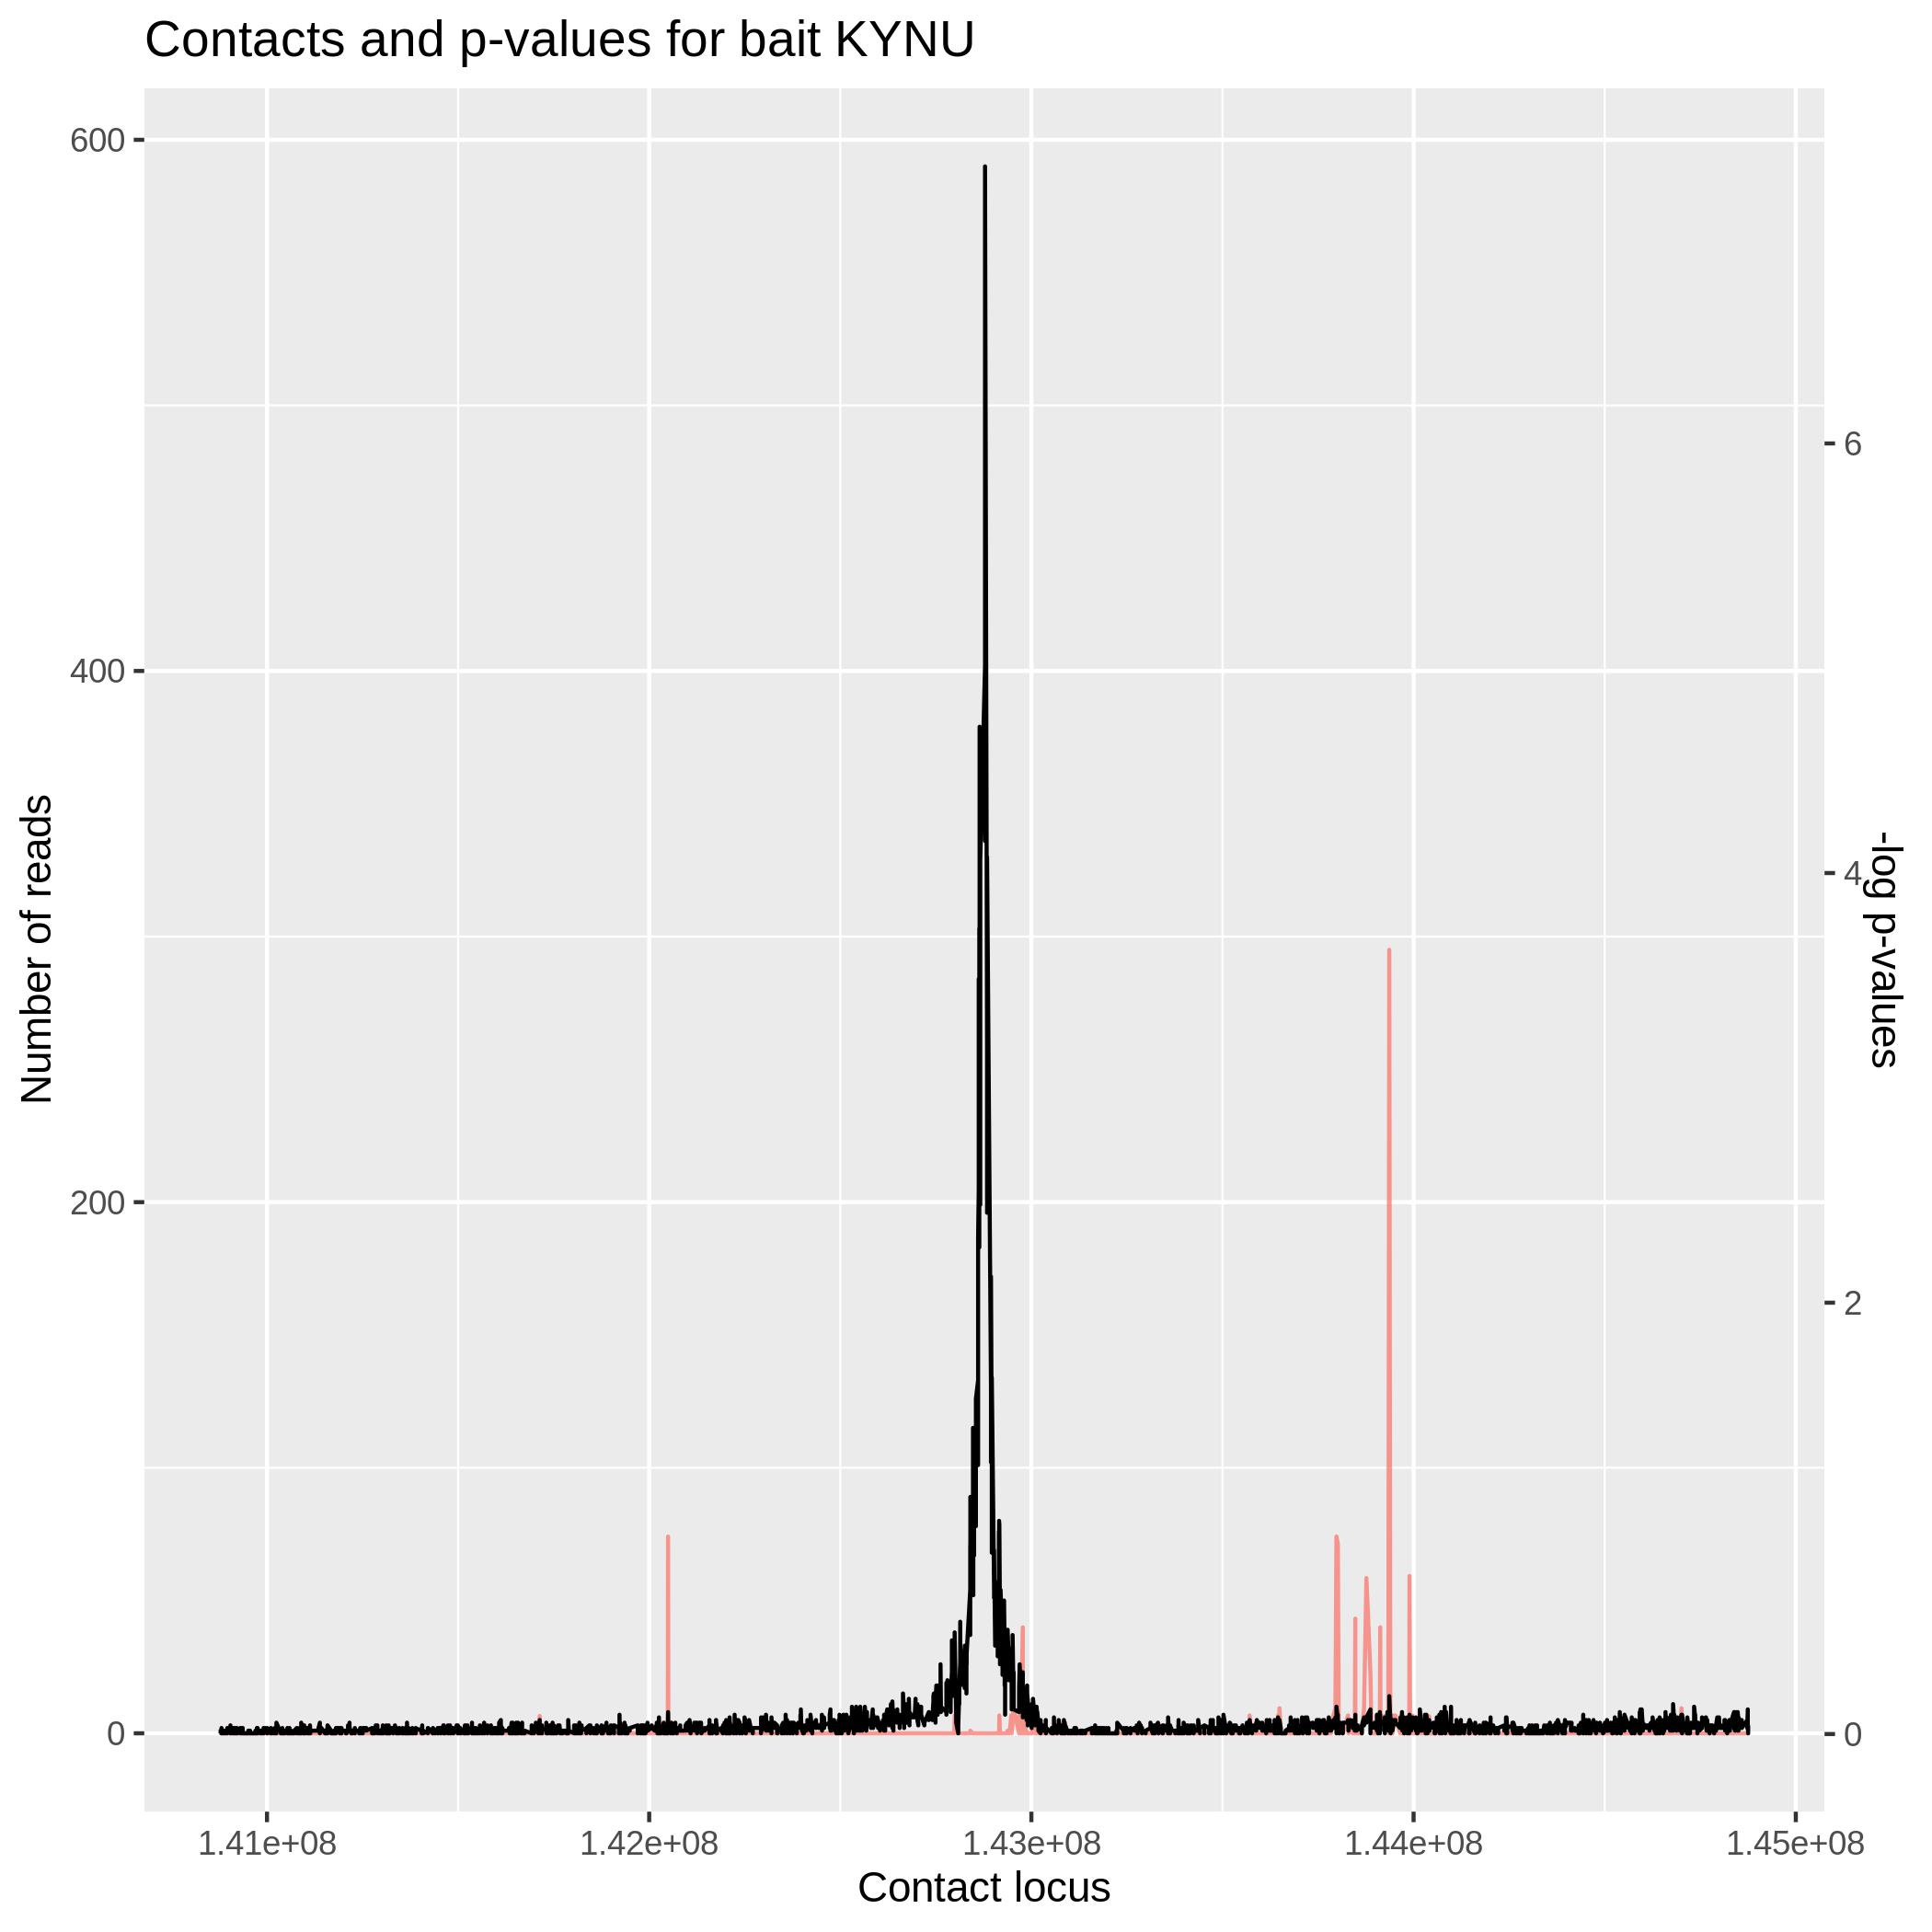 Contacts and p-values for bait KYNU
600
400
200
0
Number of reads
6
4
2
0
-log p-values
1.41e+08
1.42e+08
1.43e+08
1.44e+08
1.45e+08
Contact locus